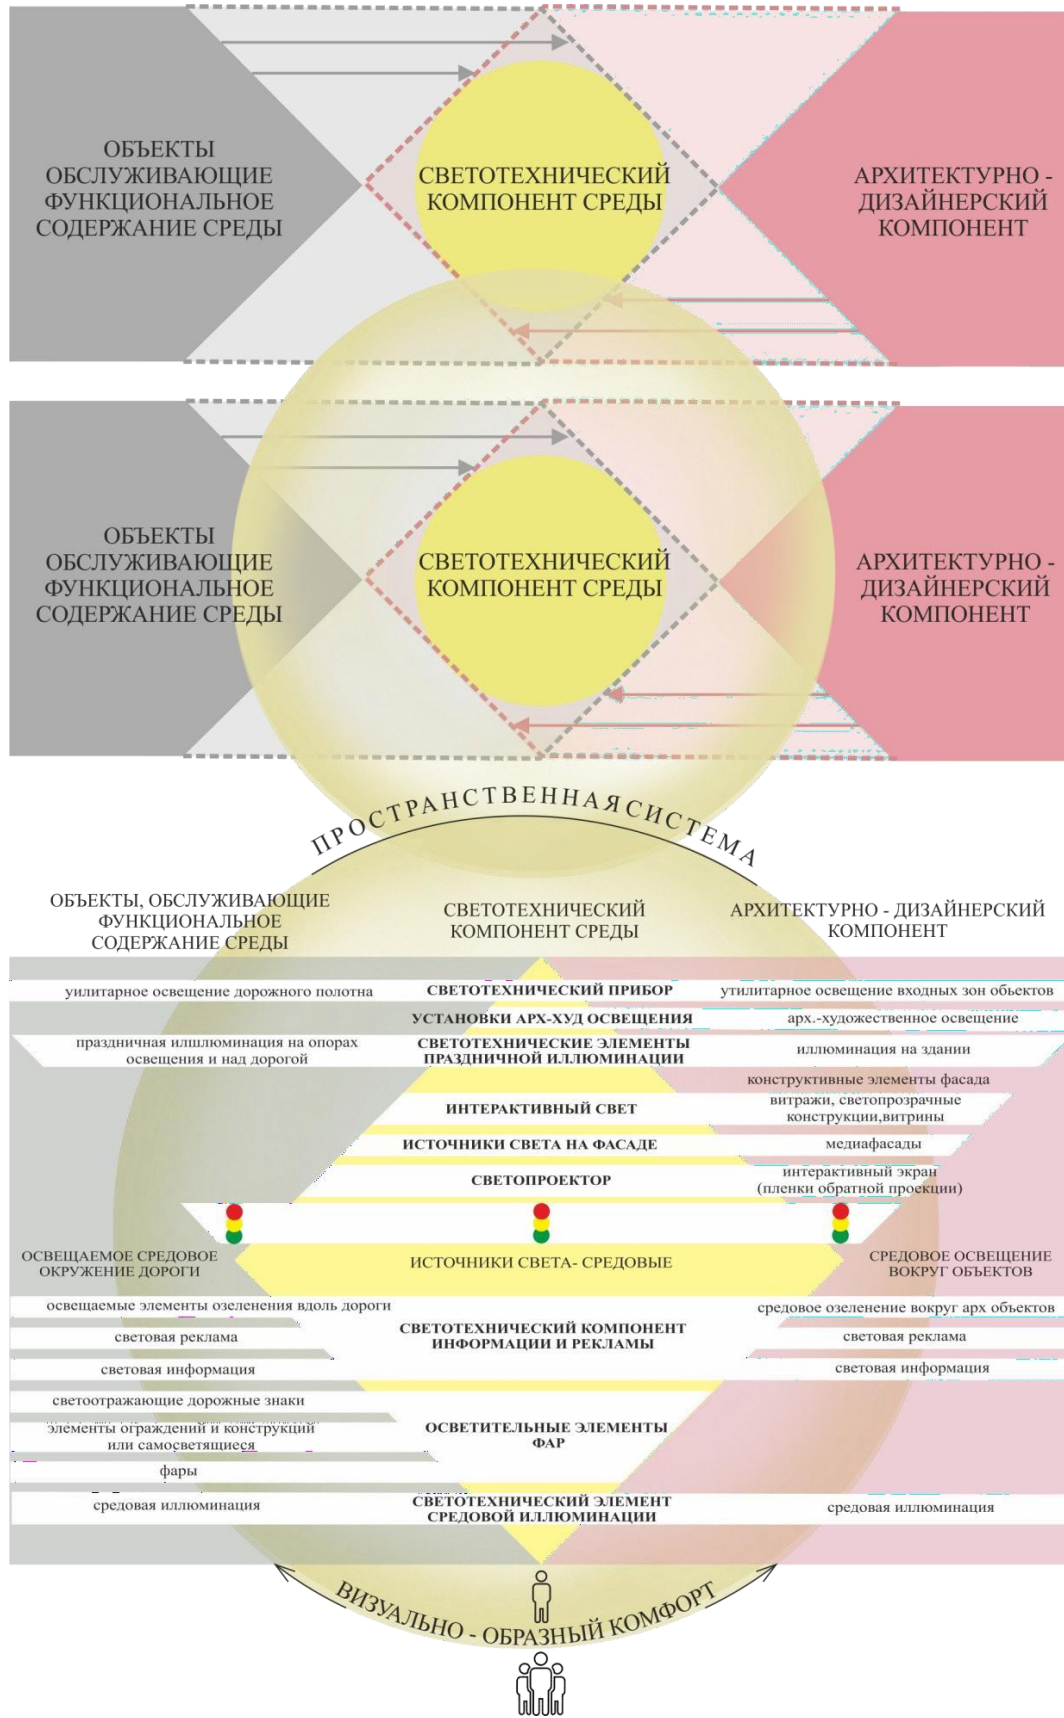 ОБЪЕКТЫ
ОБСЛУЖИВАЮЩИЕ
ФУНКЦИОНАЛЬНОЕ
СОДЕРЖАНИЕ СРЕДЫ
СВЕТОТЕХНИЧЕСКИЙ
КОМПОНЕНТ СРЕДЫ
АРХИТЕКТУРНО -
ДИЗАЙНЕРСКИЙ
КОМПОНЕНТ
ОБЪЕКТЫ
ОБСЛУЖИВАЮЩИЕ
ФУНКЦИОНАЛЬНОЕ
СОДЕРЖАНИЕ СРЕДЫ
СВЕТОТЕХНИЧЕСКИЙ
КОМПОНЕНТ СРЕДЫ
АРХИТЕКТУРНО -
ДИЗАЙНЕРСКИЙ
КОМПОНЕНТ
ПРОСТРАНСТВЕННАЯ СИСТЕМА
ОБЪЕКТЫ, ОБСЛУЖИВАЮЩИЕ
ФУНКЦИОНАЛЬНОЕ
СОДЕРЖАНИЕ СРЕДЫ
СВЕТОТЕХНИЧЕСКИЙ
КОМПОНЕНТ СРЕДЫ
АРХИТЕКТУРНО - ДИЗАЙНЕРСКИЙ
КОМПОНЕНТ
уилитарное освещение дорожного полотна
СВЕТОТЕХНИЧЕСКИЙ ПРИБОР
утилитарное освещение входных зон обьектов
УСТАНОВКИ АРХ-ХУД ОСВЕЩЕНИЯ
арх.-художественное освещение
праздничная илшлюминация на опорах
освещения и над дорогой
СВЕТОТЕХНИЧЕСКИЕ ЭЛЕМЕНТЫ
ПРАЗДНИЧНОЙ ИЛЛЮМИНАЦИИ
иллюминация на здании
конструктивные элементы фасада
ИНТЕРАКТИВНЫЙ СВЕТ
витражи, светопрозрачные
конструкции,витрины
ИСТОЧНИКИ СВЕТА НА ФАСАДЕ
медиафасады
СВЕТОПРОЕКТОР
интерактивный экран
(пленки обратной проекции)
ОСВЕЩАЕМОЕ СРЕДОВОЕ
ОКРУЖЕНИЕ ДОРОГИ
ИСТОЧНИКИ СВЕТА- СРЕДОВЫЕ
СРЕДОВОЕ ОСВЕЩЕНИЕ
ВОКРУГ ОБЪЕКТОВ
освещаемые элементы озеленения вдоль дороги
средовое озеленение вокруг арх обьектов
СВЕТОТЕХНИЧЕСКИЙ КОМПОНЕНТ
ИНФОРМАЦИИ И РЕКЛАМЫ
световая реклама
световая реклама
световая информация
световая информация
светоотражающие дорожные знаки
элементы ограждений и конструкций
или самосветящиеся
ОСВЕТИТЕЛЬНЫЕ ЭЛЕМЕНТЫ
ФАР
фары
средовая иллюминация
СВЕТОТЕХНИЧЕСКИЙ ЭЛЕМЕНТ
СРЕДОВОЙ ИЛЛЮМИНАЦИИ
средовая иллюминация
ВИЗУАЛЬНО - ОБРАЗНЫЙ КОМФОРТ